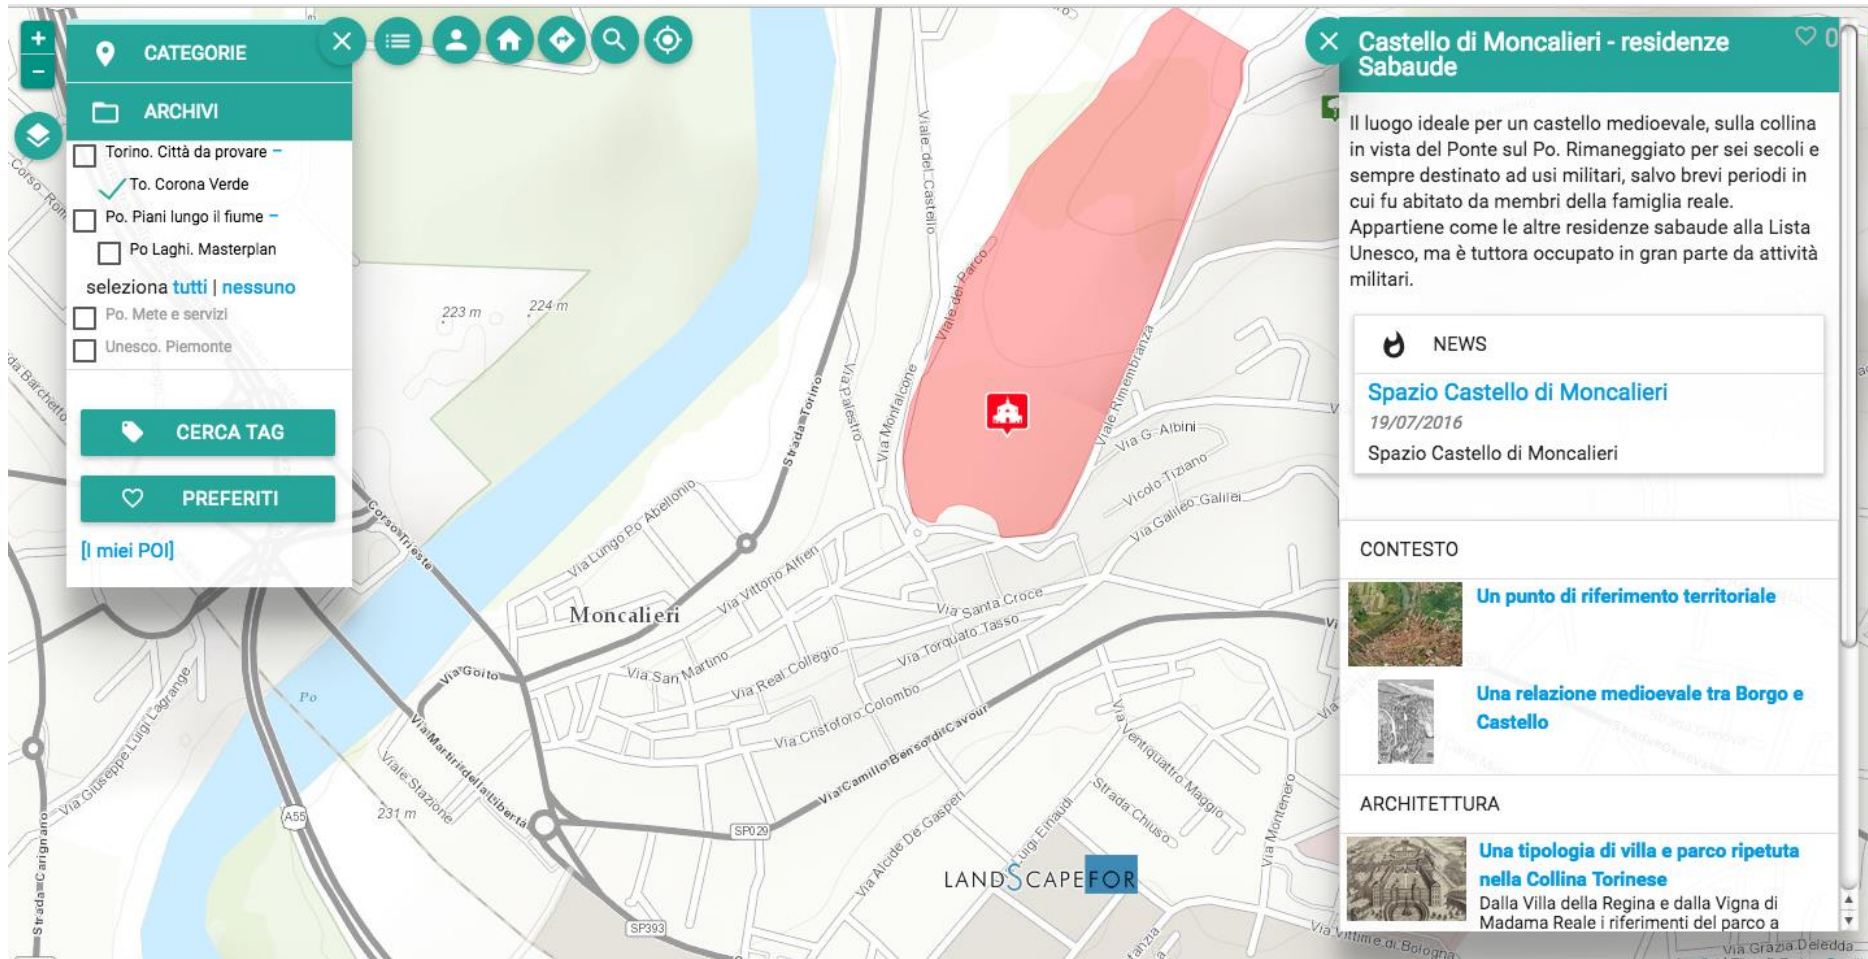 +
−
CATEGORIE
ARCHIVI
Torino. Città da provare −
To. Corona Verde
Po. Piani lungo il fiume −
Po Laghi. Masterplan
seleziona tutti | nessuno
Po. Mete e servizi
Unesco. Piemonte
CERCA TAG
PREFERITI
[I miei POI]
Castello di Moncalieri - residenze
Sabaude
0
Il luogo ideale per un castello medioevale, sulla collina
in vista del Ponte sul Po. Rimaneggiato per sei secoli e
sempre destinato ad usi militari, salvo brevi periodi in
cui fu abitato da membri della famiglia reale.
Appartiene come le altre residenze sabaude alla Lista
Unesco, ma è tuttora occupato in gran parte da attività
militari.
NEWS
Spazio Castello di Moncalieri
19/07/2016
Spazio Castello di Moncalieri
CONTESTO
Un punto di riferimento territoriale
Una relazione medioevale tra Borgo e
Castello
ARCHITETTURA
Una tipologia di villa e parco ripetuta
nella Collina Torinese
Dalla Villa della Regina e dalla Vigna di
Madama Reale i riferimenti del parco a
Viale del Castello
Viale del Parco
Viale Rimembranza
223 m
224 m
Via Palestro
Via Monfalcone
Strada Torino
Via G. Albini
Vicolo Tiziano
Via Galileo Galilei
Corso Trieste
Via Lungo Po Abellonio
Via Vittorio Alfieri
Moncalieri
Via Santa Croce
Via Torquato Tasso
Via San Martino
Via Real Collegio
Via Goito
Via Cristoforo Colombo
Po
Via Giuseppe Luigi Lagrange
Via Martiri della Libertà
Viale Stazione
Via Camillo Benso di Cavour
Via Ventiquattro Maggio
Strada Chiuso
Via Montenero
231 m
A55
SP029
Via Alcide De Gasperi
Luigi Einaudi
LANDSCAPEFOR
Strada Carignano
SP393
Via Vittime di Bologna
Via Grazia Deledda